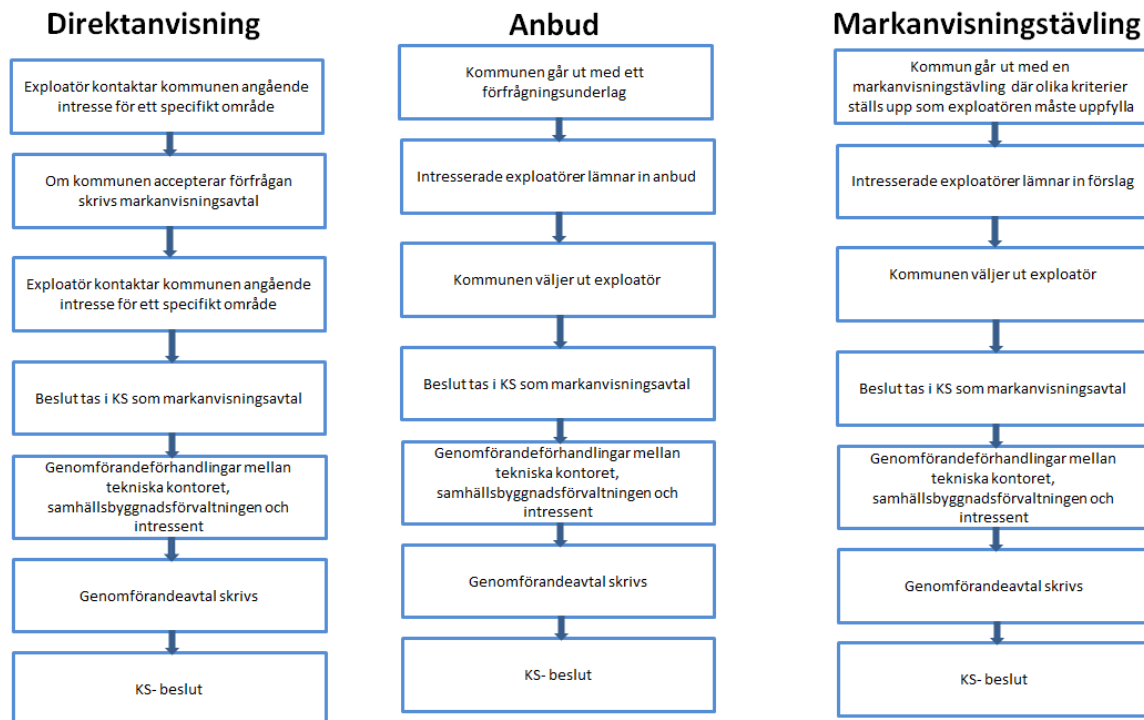 Direktanvisning
Exploatör kontaktar kommunen angående
intresse för ett specifikt område
Om kommunen accepterar förfrågan
skrivs markanvisningsavtal
Exploatör kontaktar kommunen angående
intresse för ett specifikt område
Beslut tas i KS som markanvisningsavtal
Genomförandeförhandlingar mellan
tekniska kontoret,
samhällsbyggnadsförvaltningen och
intressent
Genomförandeavtal skrivs
KS- beslut
Anbud
Kommunen går ut med ett
förfrågningsunderlag
Intresserade exploatörer lämnar in anbud
Kommunen väljer ut exploatör
Beslut tas i KS som markanvisningsavtal
Genomförandeförhandlingar mellan
tekniska kontoret,
samhällsbyggnadsförvaltningen och
intressent
Genomförandeavtal skrivs
KS- beslut
Markanvisningstävling
Kommun går ut med en
markanvisningstävling där olika kriterier
ställs upp som exploatören måste uppfylla
Intresserade exploatörer lämnar in förslag
Kommunen väljer ut exploatör
Beslut tas i KS som markanvisningsavtal
Genomförandeförhandlingar mellan
tekniska kontoret,
samhällsbyggnadsförvaltningen och
intressent
Genomförandeavtal skrivs
KS- beslut